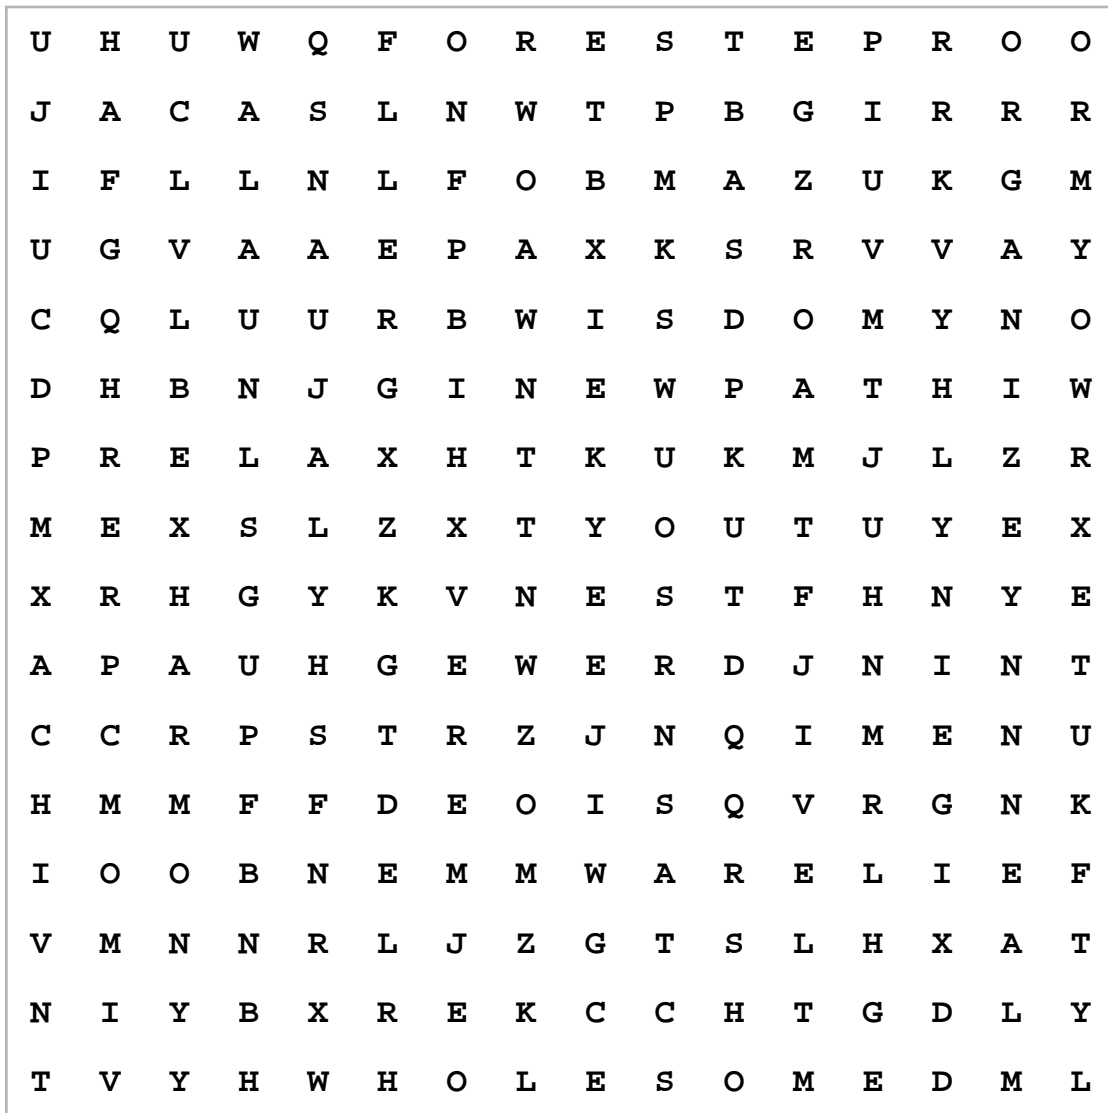 U H U W Q F O R E S T E P R O O
J A C A S L N W T P B G I R R R
I F L L N L F O B M A Z U K G M
U G V A A E P A X K S R V V A Y
C Q L U U R B W I S D O M Y N O
D H B N J G I N E W P A T H I W
P R E L A X H T K U K M J L Z R
M E X S L Z X T Y O U T U Y E X
X R H G Y K V N E S T F H N Y E
A P A U H G E W E R D J N I N T
C C R P S T R Z J N Q I M E N U
H M M F F D E O I S Q V R G N K
I O O B N E M M W A R E L I E F
V M N N R L J Z G T S L H X A T
N I Y B X R E K C C H T G D L Y
T V Y H W H O L E S O M E D M L